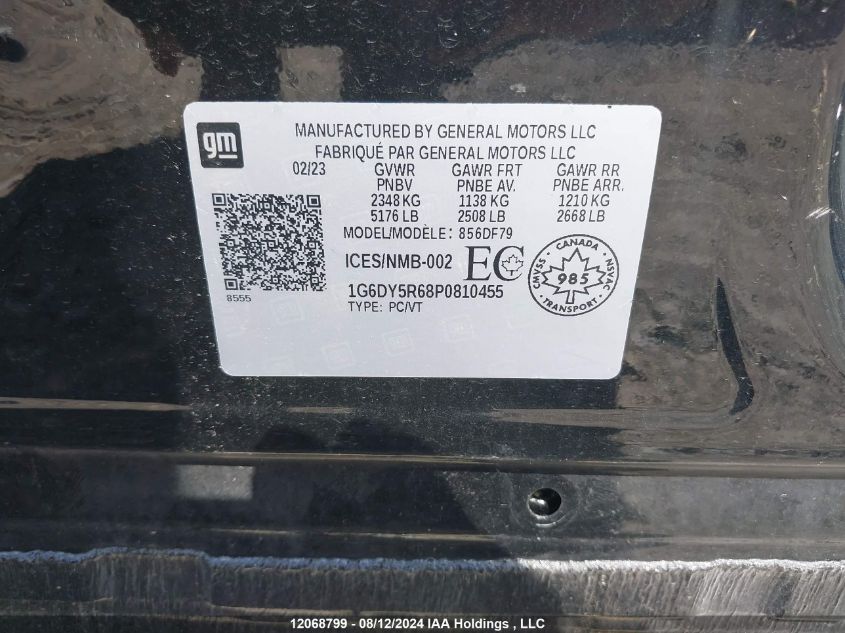 gm
MANUFACTURED BY GENERAL MOTORS LLC
FABRIQUÉ PAR GENERAL MOTORS LLC
02/23 GVWR GAWR FRT GAWR RR
PNBV PNBE AV. PNBE ARR.
2348 KG 1138 KG 1210 KG
5176 LB 2508 LB 2668 LB
MODEL/MODÈLE: 856DF79
ICES/NMB-002 EC
CANADA
CMVSS 985 NSVAC
TRANSPORT
8555
1G6DY5R68P0810455
TYPE: PC/VT
12068799 - 08/12/2024 IAA Holdings , LLC